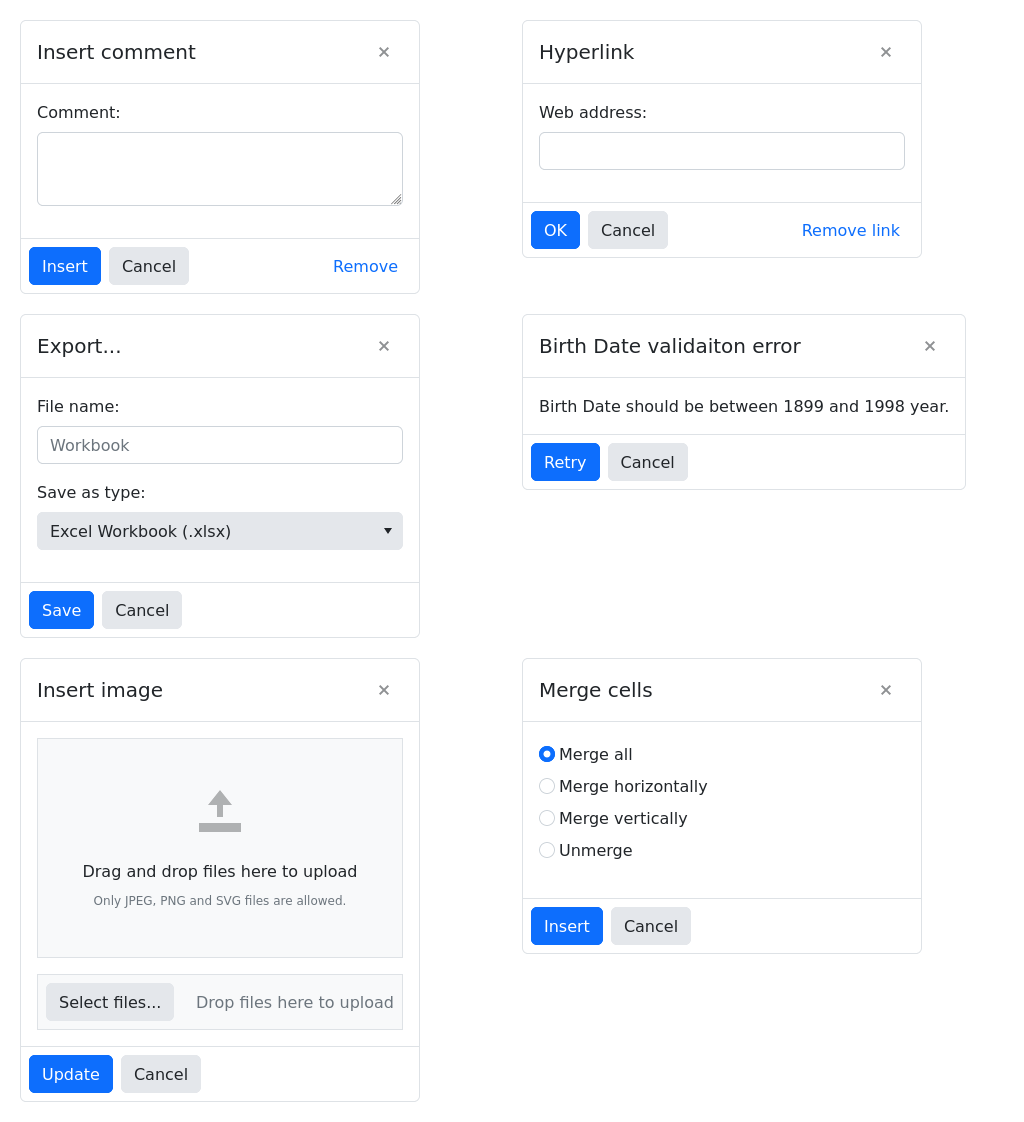 Insert comment
Comment:
Insert Cancel Remove
Hyperlink
Web address:
OK Cancel Remove link
Export...
File name:
Workbook
Save as type:
Excel Workbook (.xlsx)
Save Cancel
Birth Date validaiton error
Birth Date should be between 1899 and 1998 year.
Retry Cancel
Insert image
Drag and drop files here to upload
Only JPEG, PNG and SVG files are allowed.
Select files... Drop files here to upload
Update Cancel
Merge cells
Merge all
Merge horizontally
Merge vertically
Unmerge
Insert Cancel